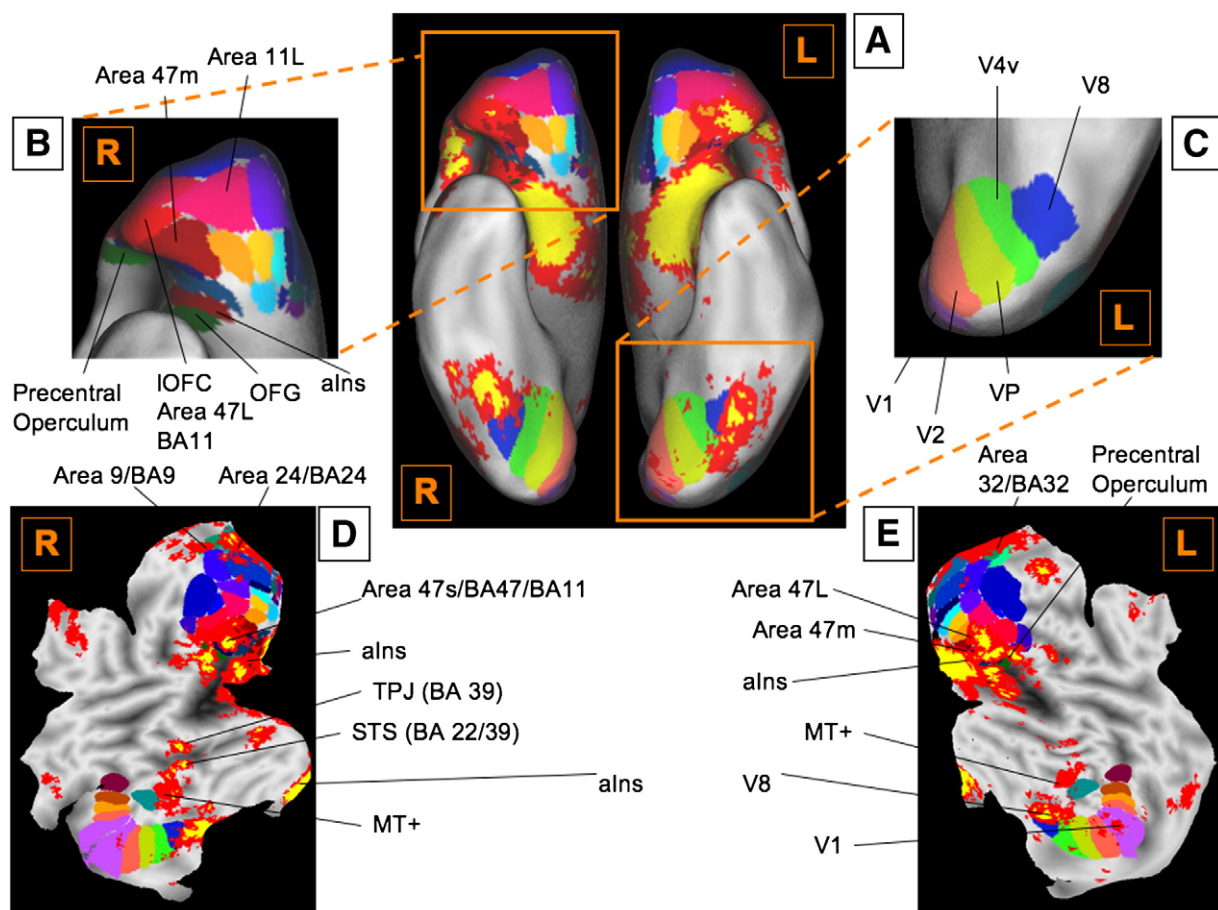 Area 11L
Area 47m
L
A
V4v
V8
B
R
C
L
Precentral
Operculum
lOFC
Area 47L
BA11
OFG
aIns
V1
V2
VP
R
Area 9/BA9
Area 24/BA24
Area
32/BA32
Precentral
Operculum
R
D
E
L
Area 47s/BA47/BA11
aIns
TPJ (BA 39)
STS (BA 22/39)
aIns
MT+
Area 47L
Area 47m
aIns
MT+
V8
V1